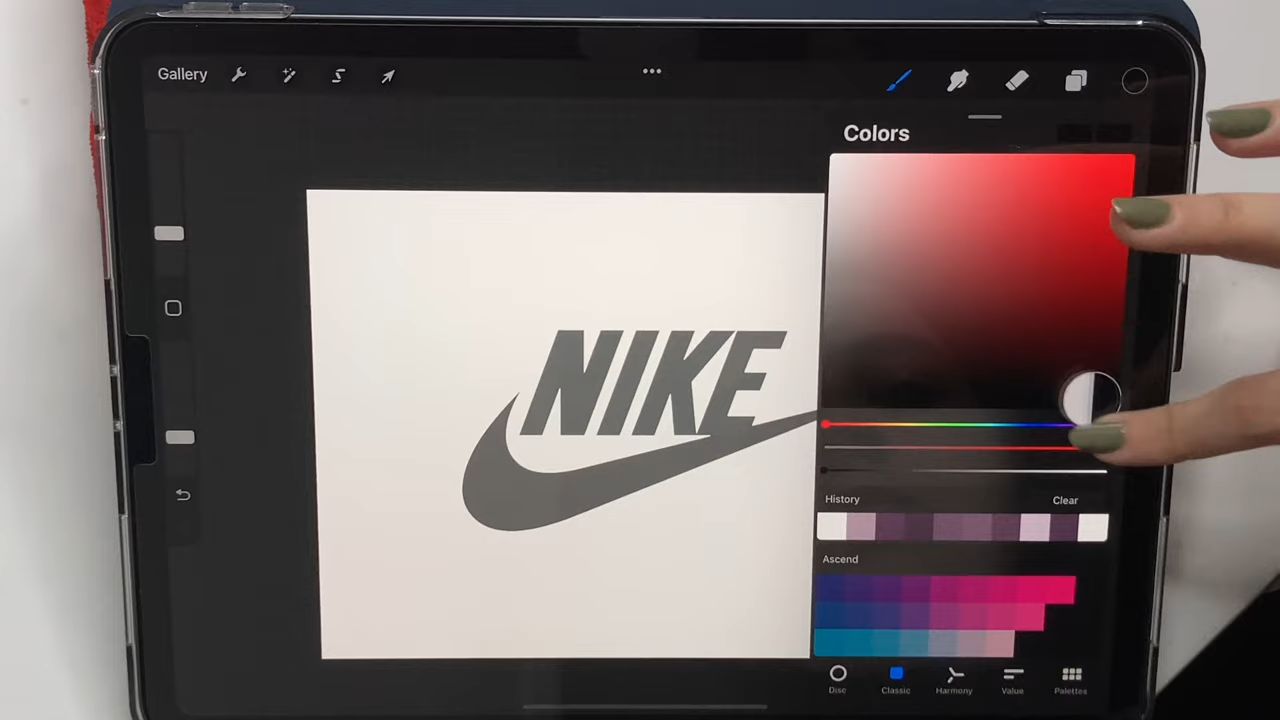 Gallery
Colors
NIKE
History Clear
Ascend
Disc Classic Harmony Value Palettes